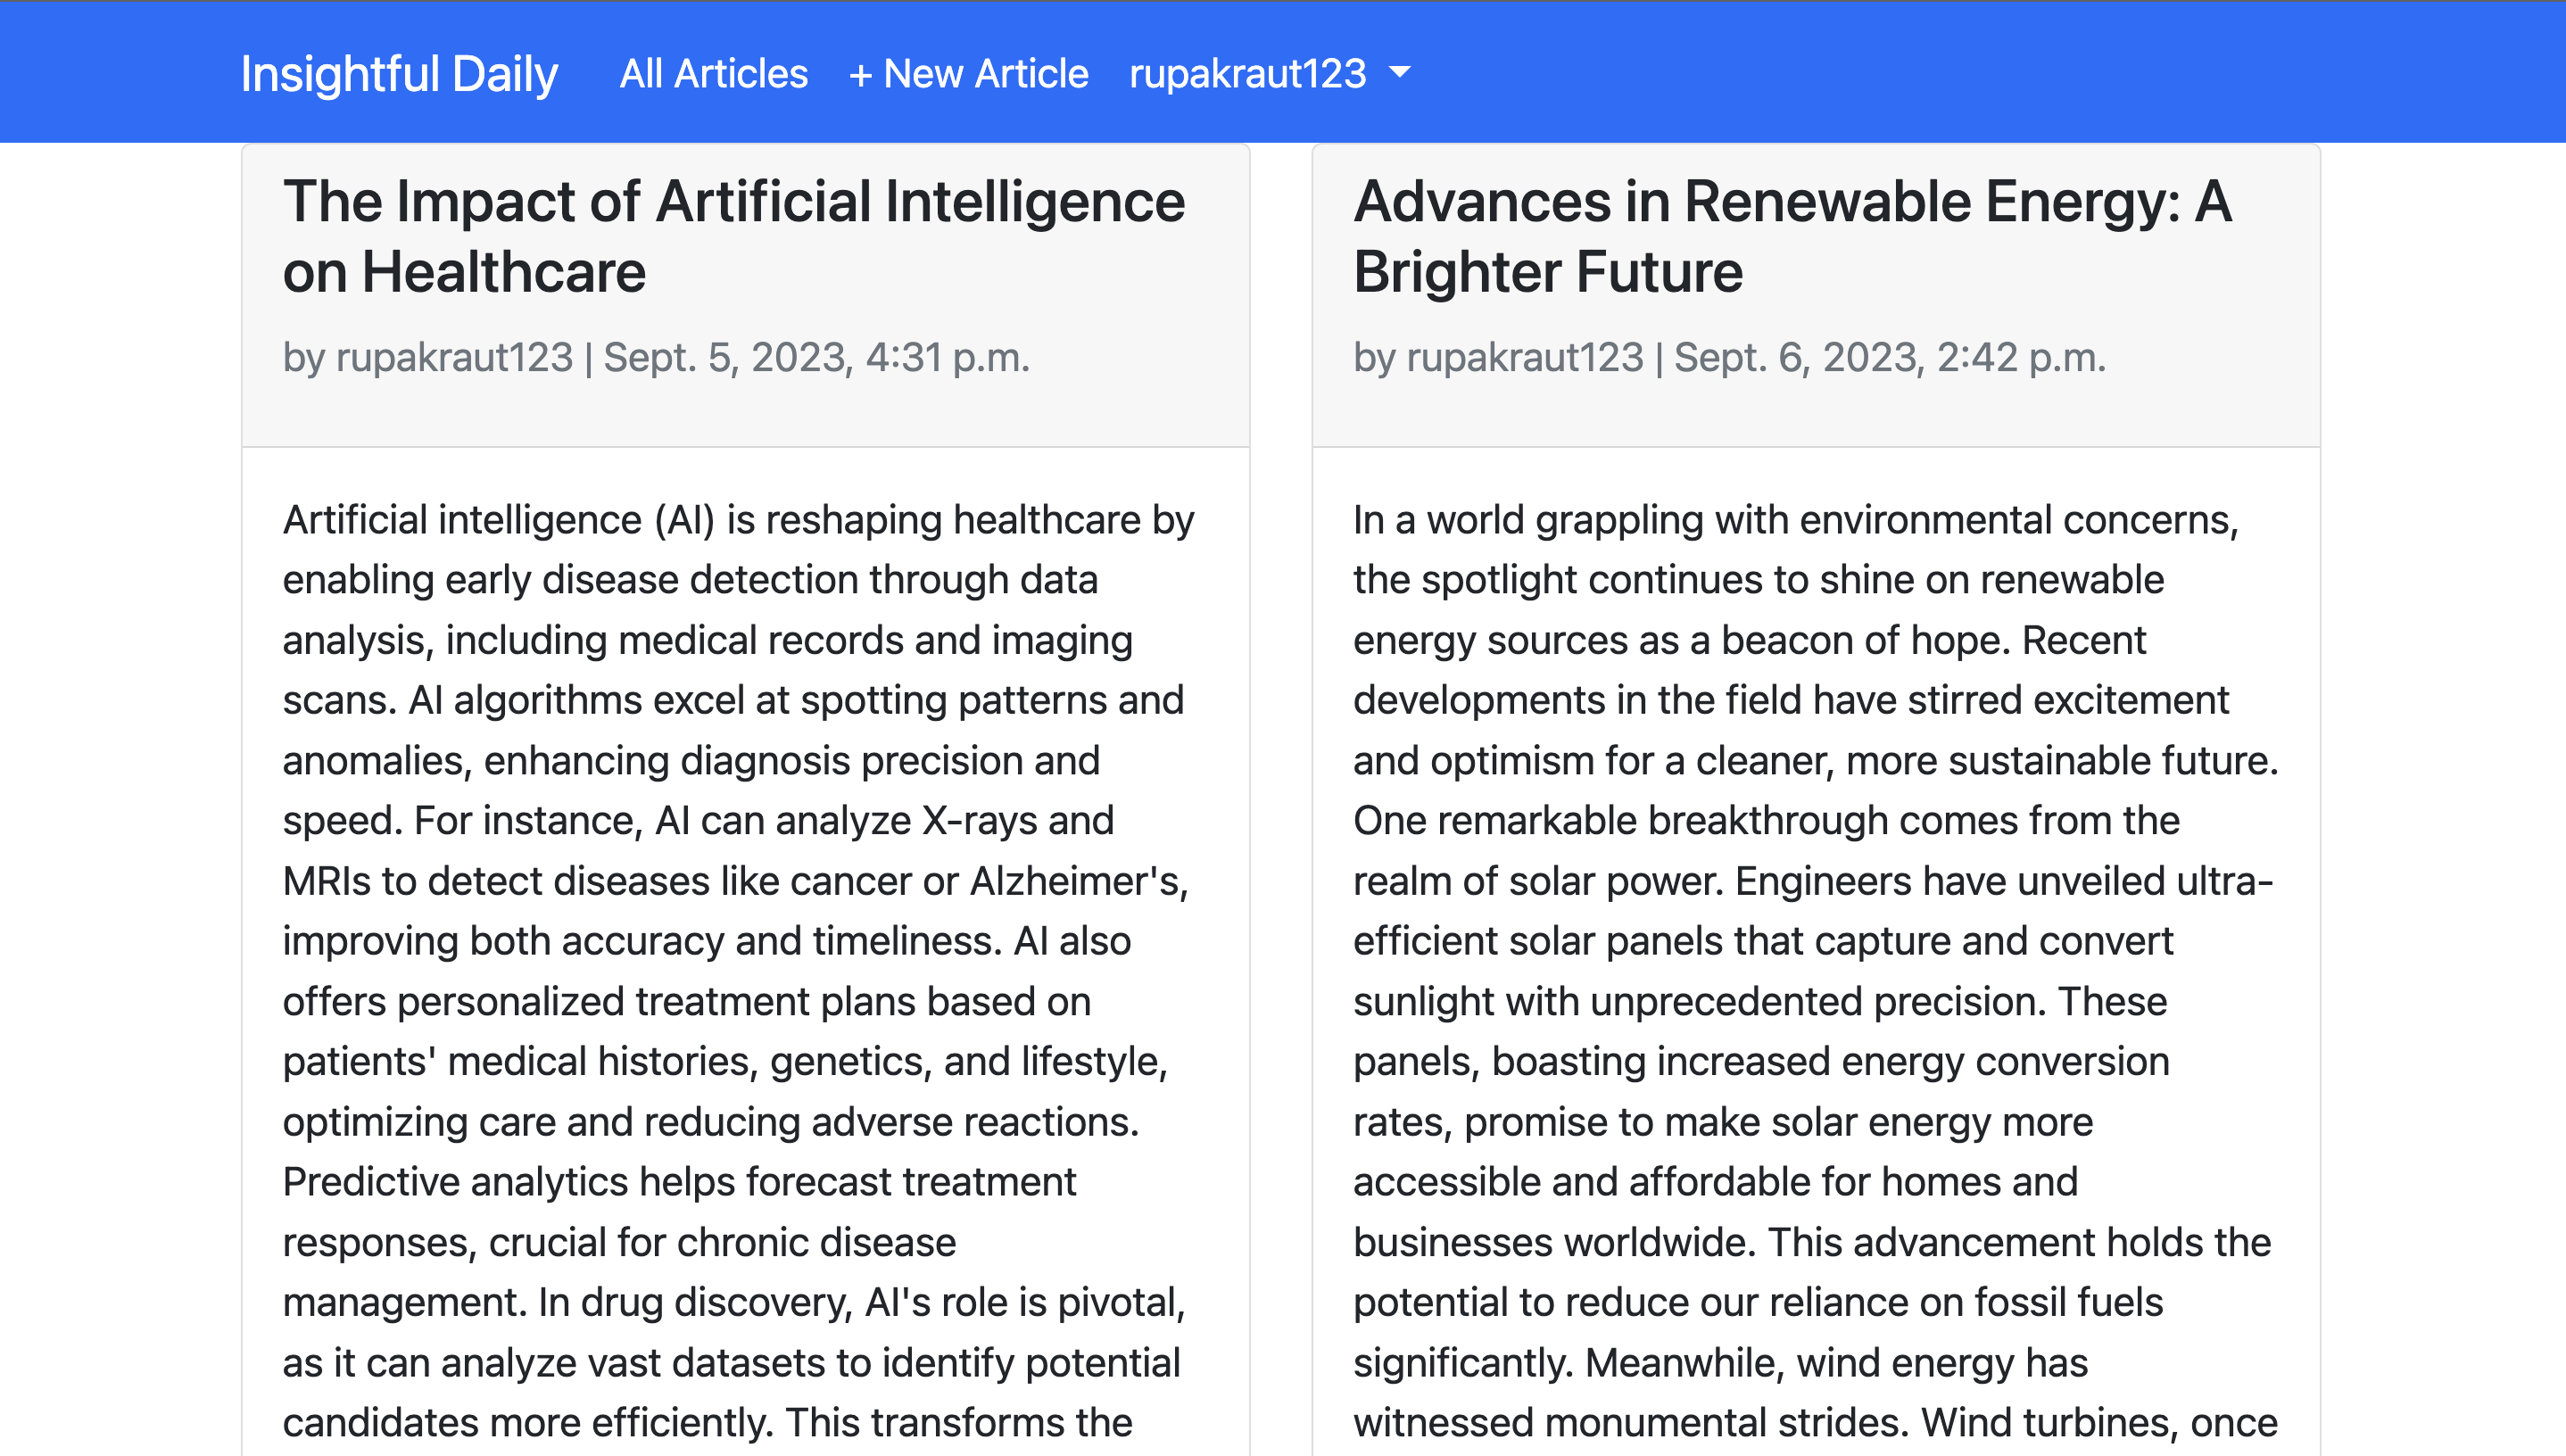 Insightful Daily All Articles + New Article rupakraut123
The Impact of Artificial Intelligence
on Healthcare
by rupakraut123 | Sept. 5, 2023, 4:31 p.m.
Artificial intelligence (AI) is reshaping healthcare by
enabling early disease detection through data
analysis, including medical records and imaging
scans. AI algorithms excel at spotting patterns and
anomalies, enhancing diagnosis precision and
speed. For instance, AI can analyze X-rays and
MRIs to detect diseases like cancer or Alzheimer's,
improving both accuracy and timeliness. AI also
offers personalized treatment plans based on
patients' medical histories, genetics, and lifestyle,
optimizing care and reducing adverse reactions.
Predictive analytics helps forecast treatment
responses, crucial for chronic disease
management. In drug discovery, AI's role is pivotal,
as it can analyze vast datasets to identify potential
candidates more efficiently. This transforms the
Advances in Renewable Energy: A
Brighter Future
by rupakraut123 | Sept. 6, 2023, 2:42 p.m.
In a world grappling with environmental concerns,
the spotlight continues to shine on renewable
energy sources as a beacon of hope. Recent
developments in the field have stirred excitement
and optimism for a cleaner, more sustainable future.
One remarkable breakthrough comes from the
realm of solar power. Engineers have unveiled ultra-
efficient solar panels that capture and convert
sunlight with unprecedented precision. These
panels, boasting increased energy conversion
rates, promise to make solar energy more
accessible and affordable for homes and
businesses worldwide. This advancement holds the
potential to reduce our reliance on fossil fuels
significantly. Meanwhile, wind energy has
witnessed monumental strides. Wind turbines, once